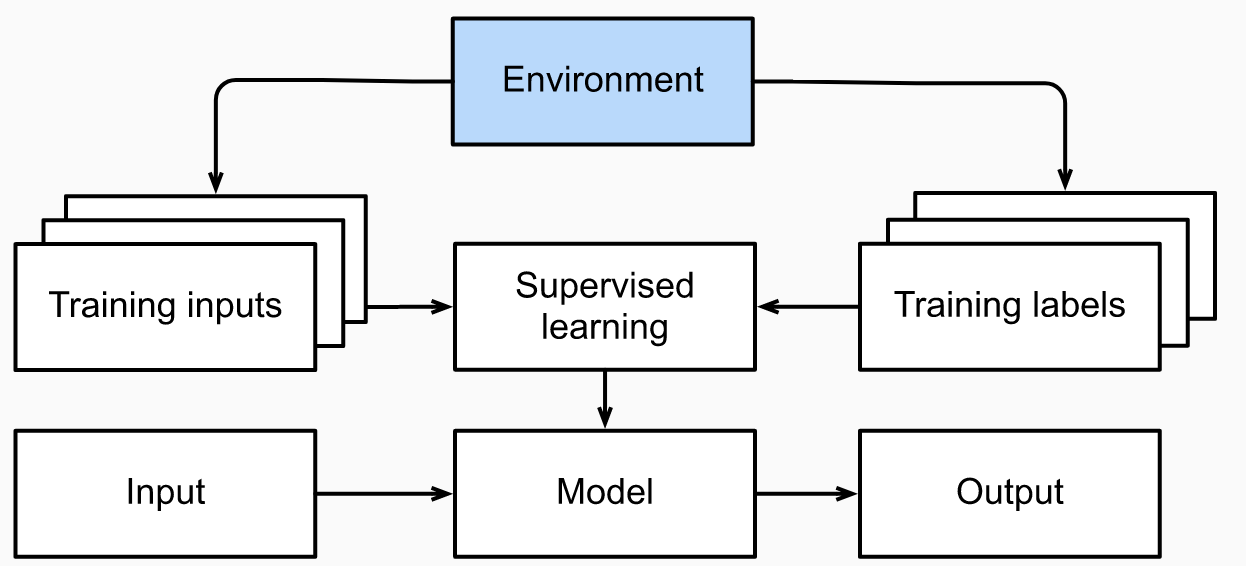 Environment
Training inputs
Supervised
learning
Training labels
Input
Model
Output